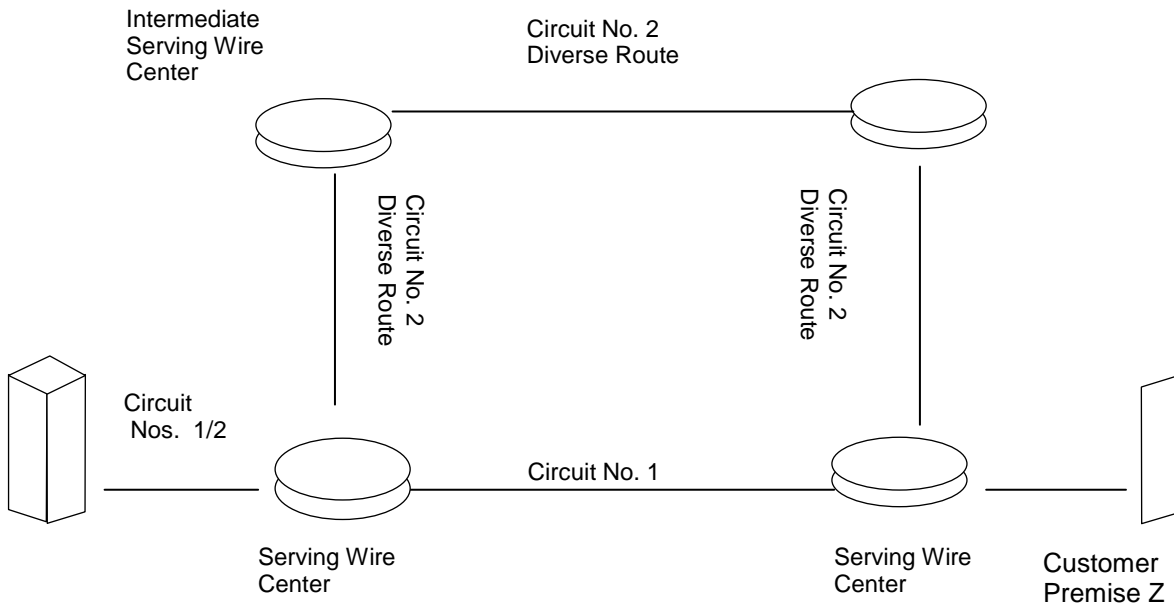 Intermediate
Serving Wire
Center
Circuit No. 2
Diverse Route
Circuit No. 2
Diverse Route
Circuit No. 2
Diverse Route
Circuit
Nos. 1/2
Circuit No. 1
Serving Wire
Center
Serving Wire
Center
Customer
Premise Z